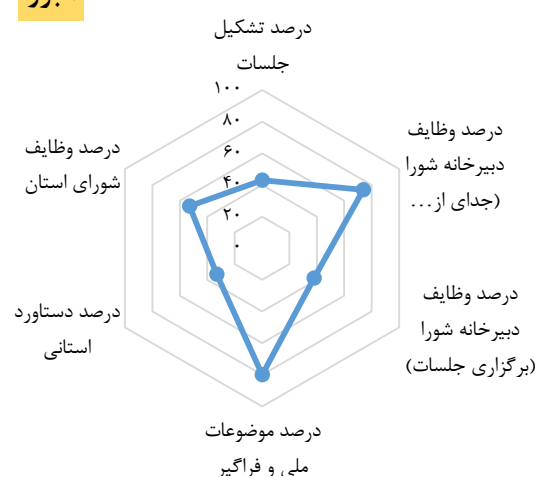 درصد تشکیل
جلسات
۱۰۰
۸۰
۶۰
۴۰
۲۰
۰
درصد وظایف
دبیرخانه شورا
(جدای از...
درصد وظایف
دبیرخانه شورا
(برگزاری جلسات)
درصد موضوعات
ملی و فراگیر
درصد دستاورد
استانی
درصد وظایف
شورای استان